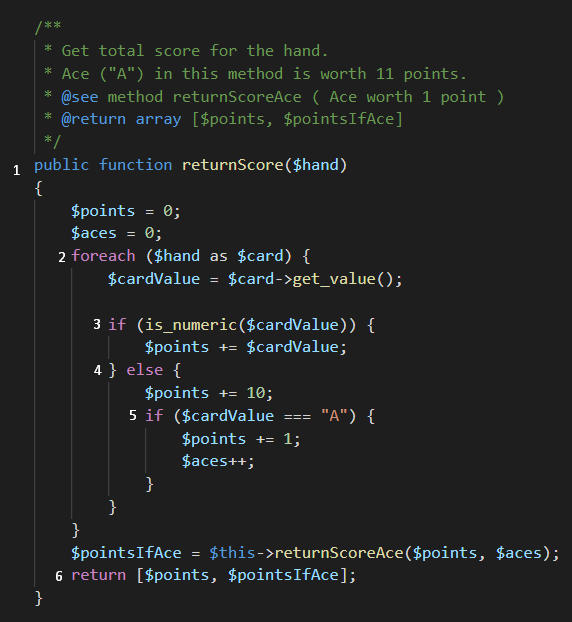 /**
 * Get total score for the hand.
 * Ace ("A") in this method is worth 11 points.
 * @see method returnScoreAce ( Ace worth 1 point )
 * @return array [$points, $pointsIfAce]
 */
1 public function returnScore($hand)
{
    $points = 0;
    $aces = 0;
  2 foreach ($hand as $card) {
        $cardValue = $card->get_value();

      3 if (is_numeric($cardValue)) {
            $points += $cardValue;
      4 } else {
            $points += 10;
          5 if ($cardValue === "A") {
                $points += 1;
                $aces++;
            }
        }
    }
    $pointsIfAce = $this->returnScoreAce($points, $aces);
  6 return [$points, $pointsIfAce];
}